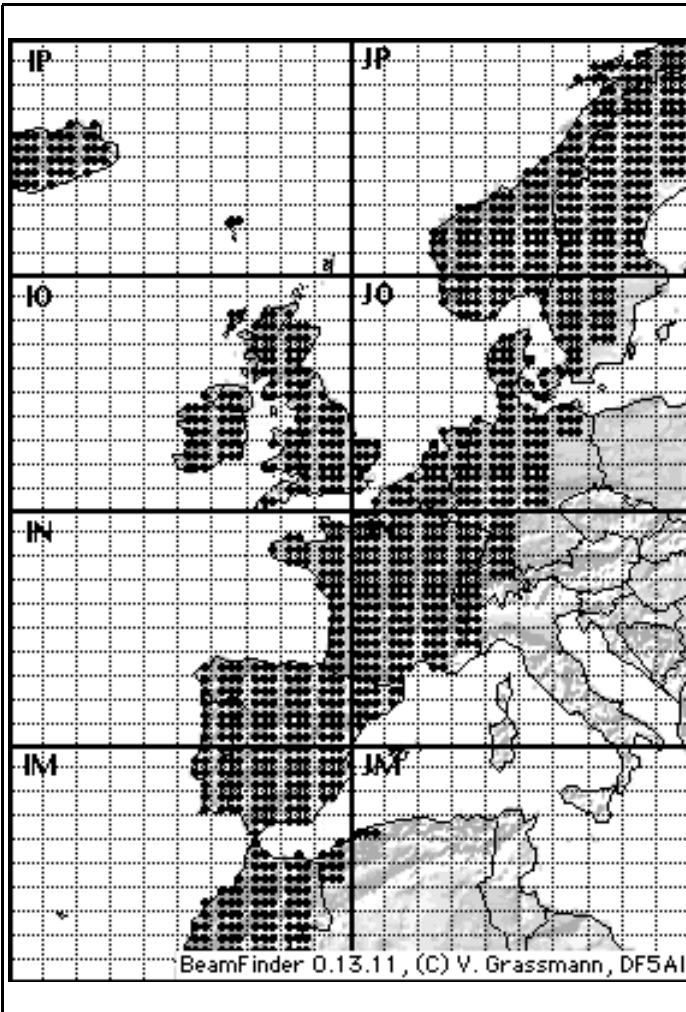 IP JP
IO JO
IN
IM JM
BeamFinder 0.13.11, (C) V. Grassmann, DF5AI